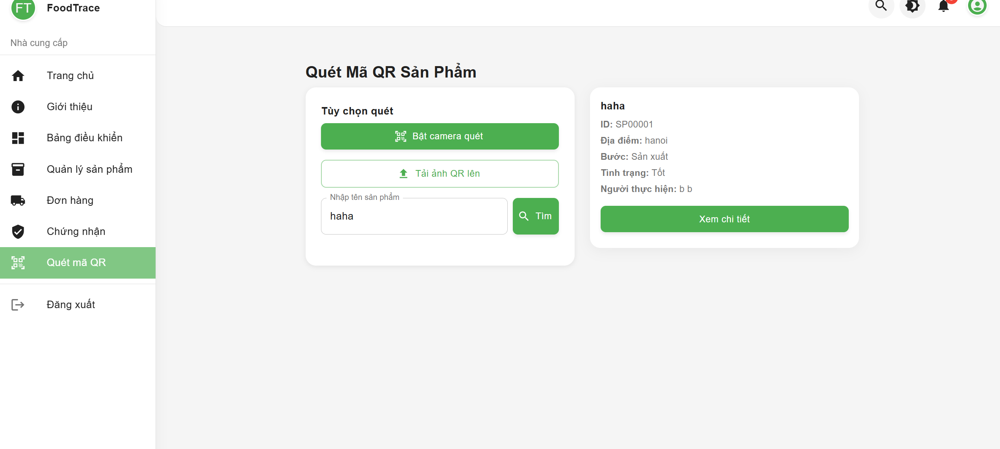 FT FoodTrace
Nhà cung cấp
Trang chủ
Giới thiệu
Bảng điều khiển
Quản lý sản phẩm
Đơn hàng
Chứng nhận
Quét mã QR
Đăng xuất
Quét Mã QR Sản Phẩm
Tùy chọn quét
Bật camera quét
Tải ảnh QR lên
Nhập tên sản phẩm
haha
Tìm
haha
ID: SP00001
Địa điểm: hanoi
Bước: Sản xuất
Tình trạng: Tốt
Người thực hiện: b b
Xem chi tiết